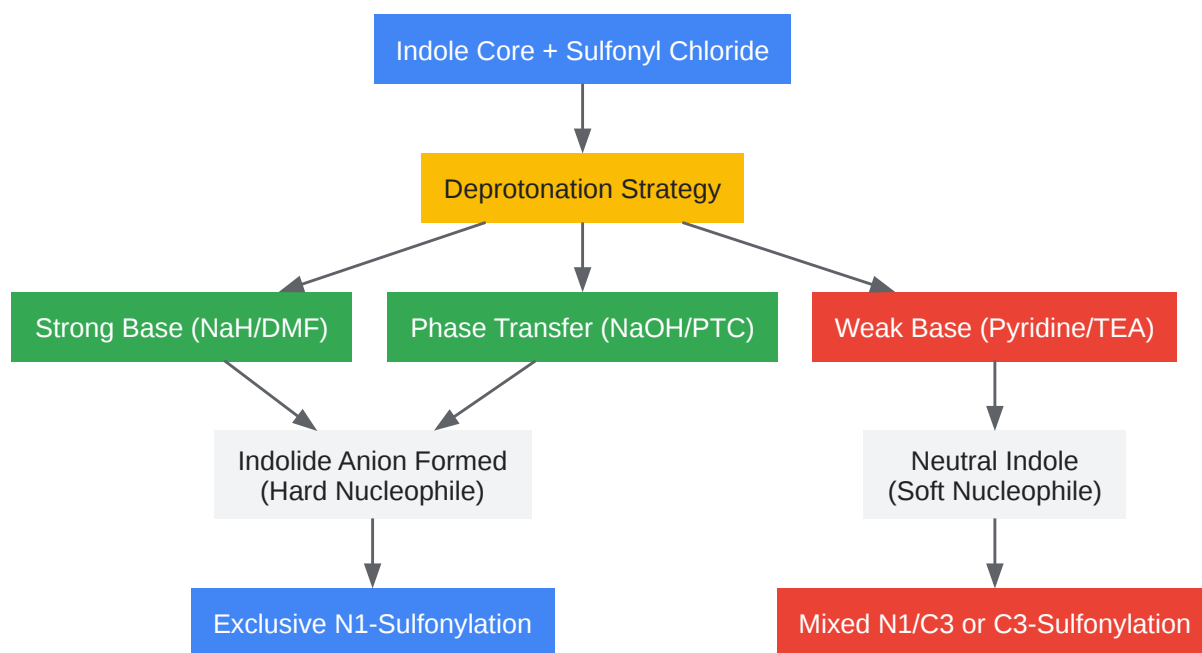 Indole Core + Sulfonyl Chloride
Deprotonation Strategy
Strong Base (NaH/DMF)
Phase Transfer (NaOH/PTC)
Weak Base (Pyridine/TEA)
Indolide Anion Formed
(Hard Nucleophile)
Neutral Indole
(Soft Nucleophile)
Exclusive N1-Sulfonylation
Mixed N1/C3 or C3-Sulfonylation